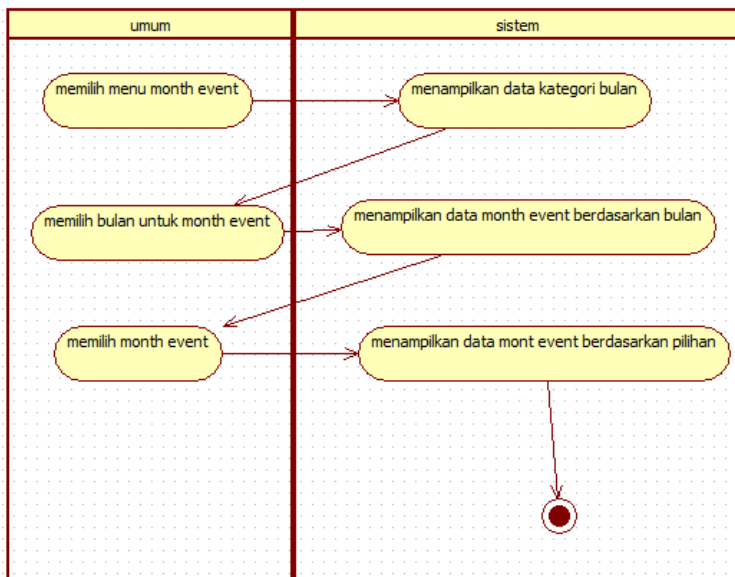 umum
sistem
memilih menu month event
menampilkan data kategori bulan
memilih bulan untuk month event
menampilkan data month event berdasarkan bulan
memilih month event
menampilkan data mont event berdasarkan pilihan